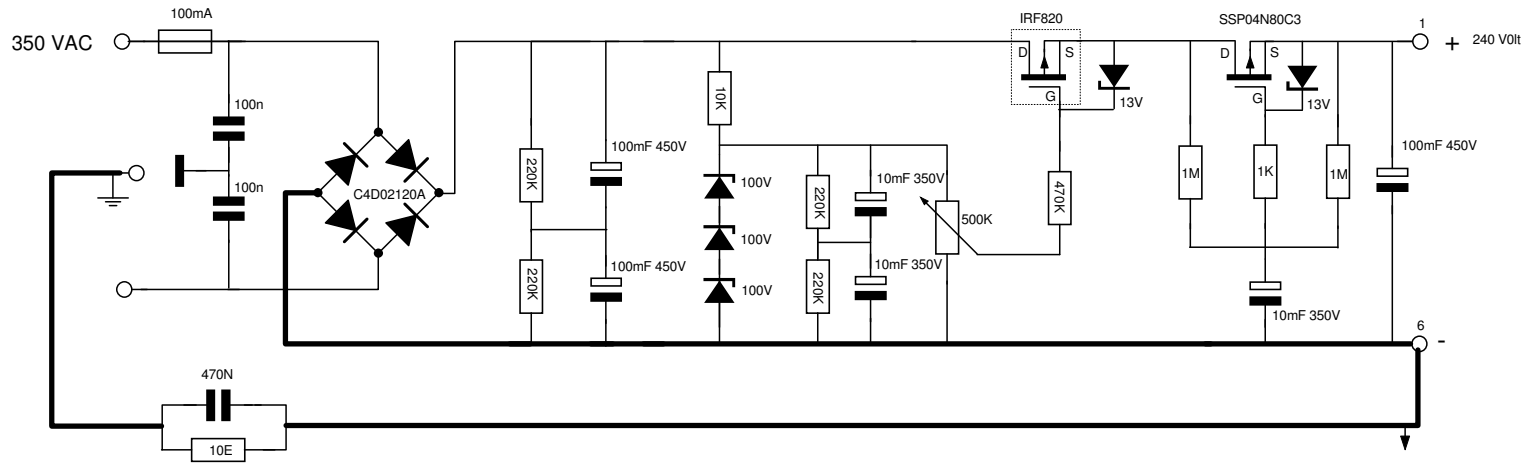 100mA
350 VAC
100n
100n
C4D02120A
220K
220K
100mF 450V
100mF 450V
10K
100V
100V
100V
220K
220K
10mF 350V
10mF 350V
500K
IRF820
D
S
G
13V
470K
SSP04N80C3
D
S
G
13V
1M
1K
1M
10mF 350V
100mF 450V
1
+
240 V0lt
6
-
470N
10E